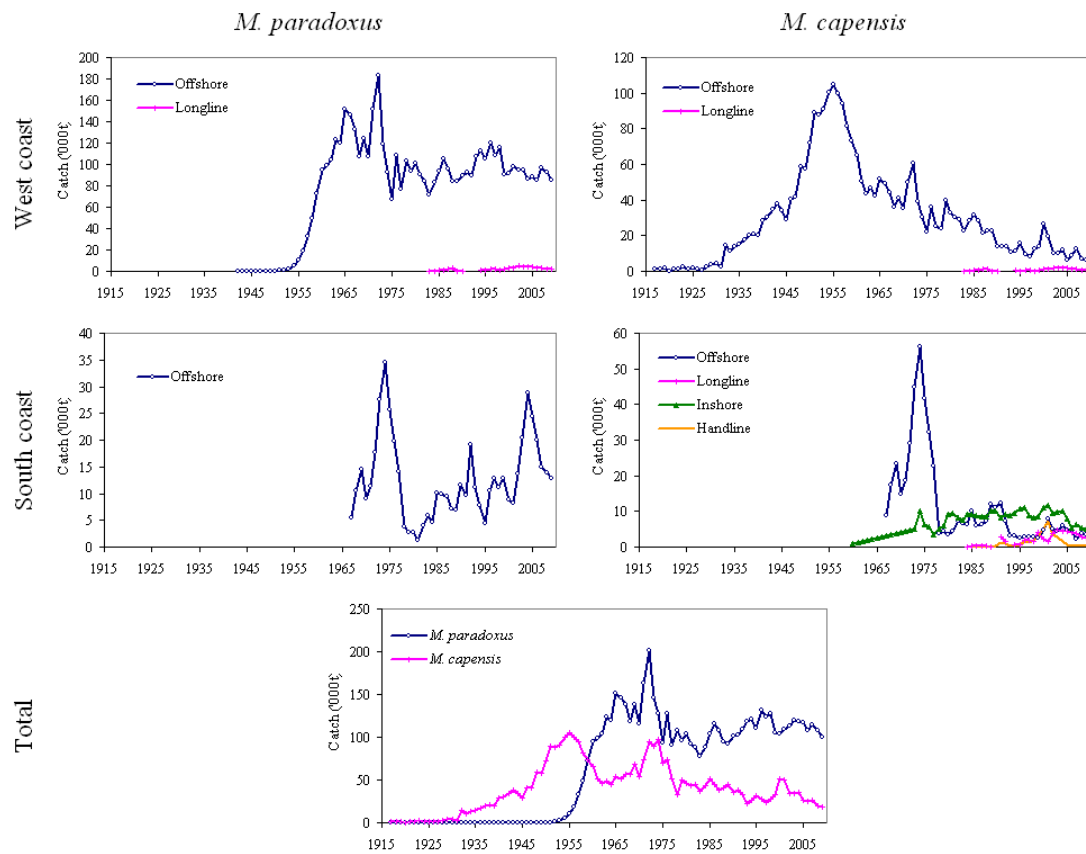 M. paradoxus
M. capensis
West coast
Catch ('000t)
200
180
160
140
120
100
80
60
40
20
0
Offshore
Longline
1915 1925 1935 1945 1955 1965 1975 1985 1995 2005
Catch ('000t)
120
100
80
60
40
20
0
Offshore
Longline
1915 1925 1935 1945 1955 1965 1975 1985 1995 2005
South coast
Catch ('000t)
40
35
30
25
20
15
10
5
0
Offshore
1915 1925 1935 1945 1955 1965 1975 1985 1995 2005
Catch ('000t)
60
50
40
30
20
10
0
Offshore
Longline
Inshore
Handline
1915 1925 1935 1945 1955 1965 1975 1985 1995 2005
Total
Catch ('000t)
250
200
150
100
50
0
M. paradoxus
M. capensis
1915 1925 1935 1945 1955 1965 1975 1985 1995 2005